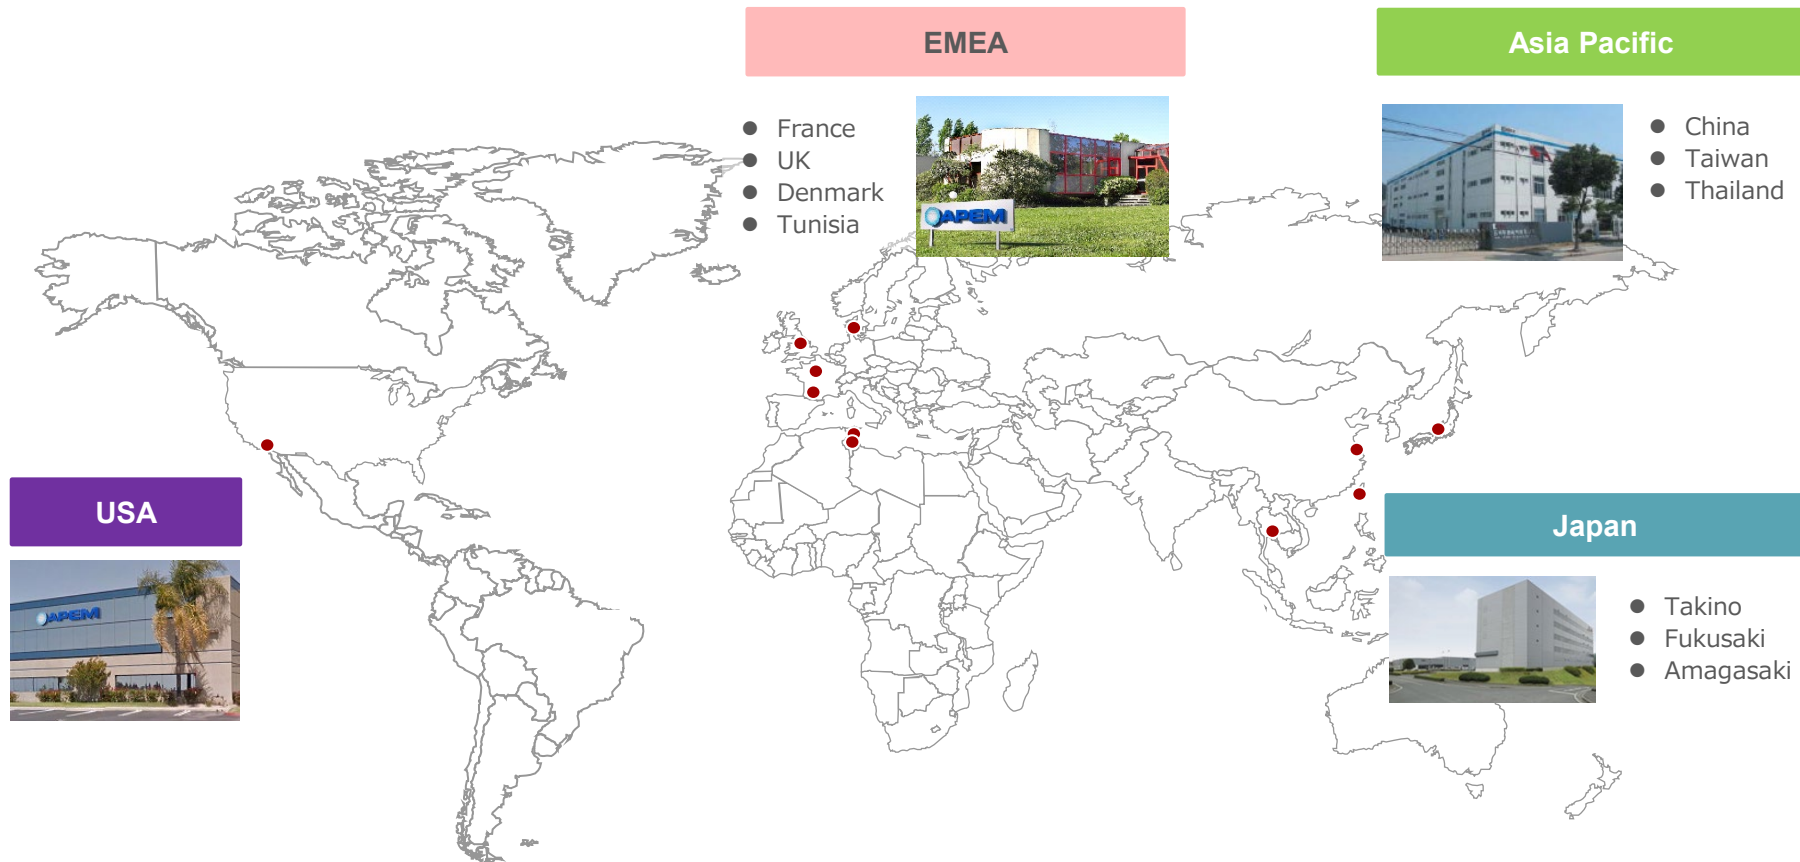 EMEA
France
UK
Denmark
Tunisia
APEM
Asia Pacific
China
Taiwan
Thailand
USA
APEM
Japan
Takino
Fukusaki
Amagasaki